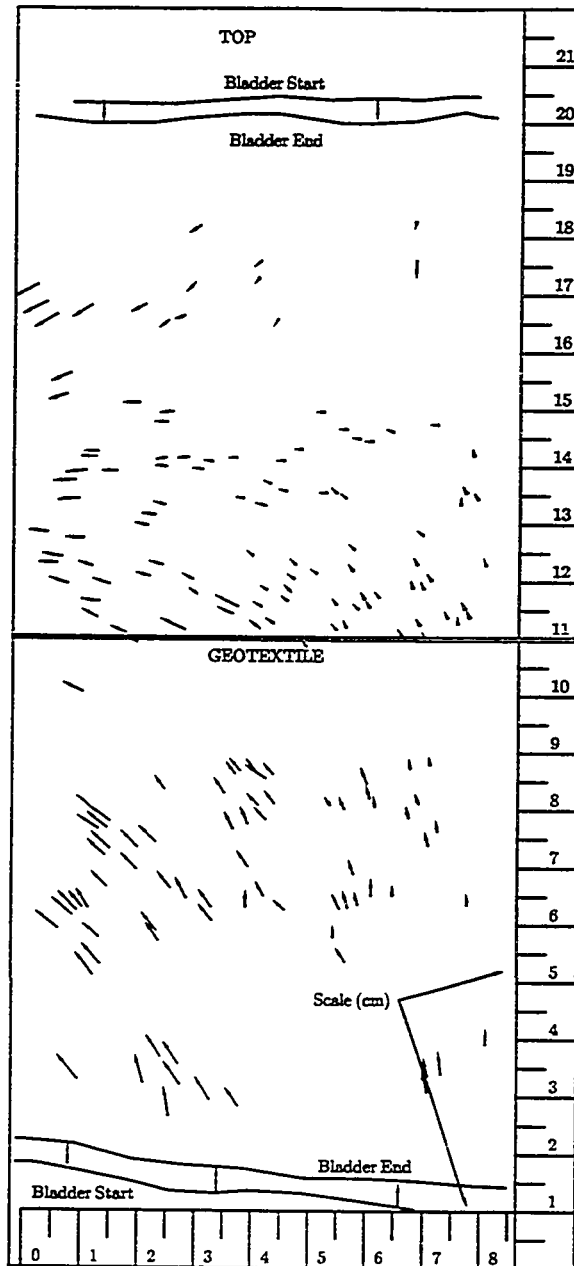 TOP
Bladder Start
Bladder End
21
20
19
18
17
16
15
14
13
12
11
GEOTEXTILE
10
9
8
7
6
5
Scale (cm)
4
3
2
Bladder End
Bladder Start
1
0 1 2 3 4 5 6 7 8